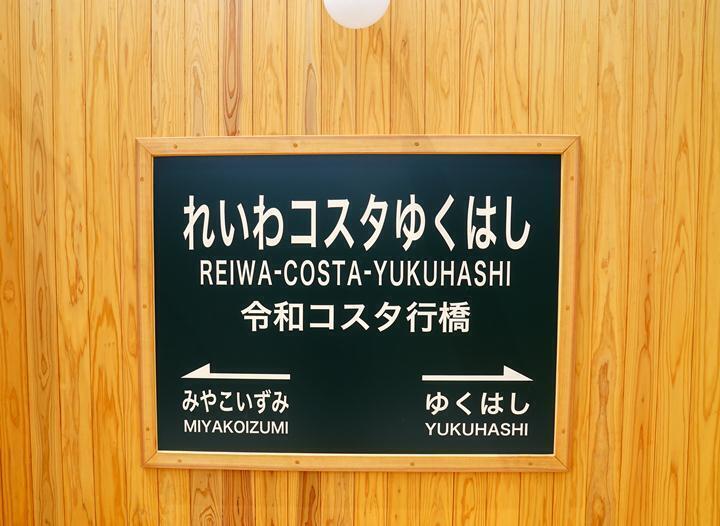 れいわコスタゆくはし
REIWA-COSTA-YUKUHASHI
令和コスタ行橋
みやこいずみ
MIYAKOIZUMI
ゆくはし
YUKUHASHI